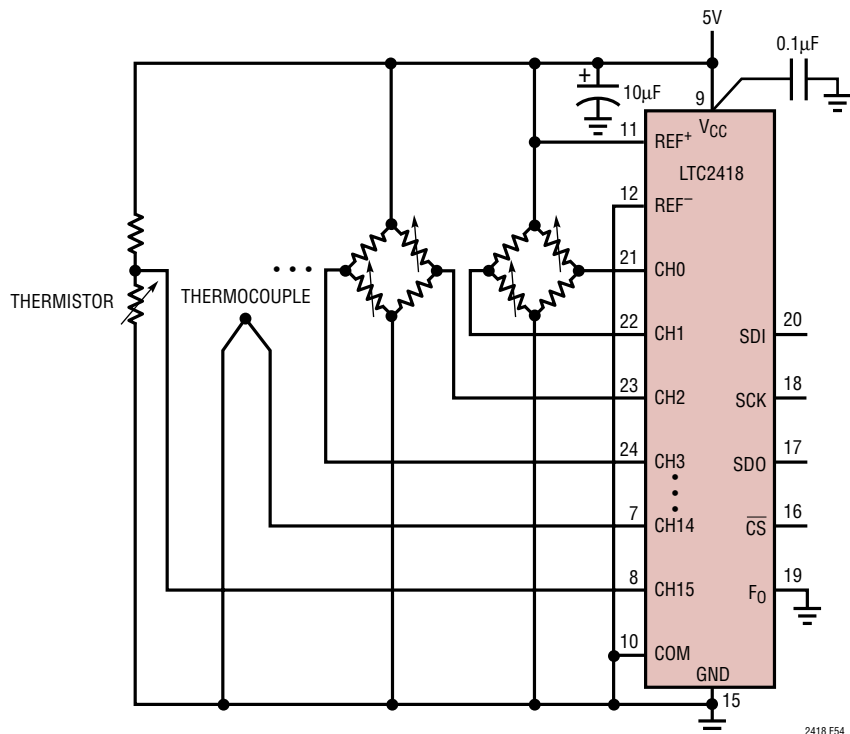 5V
0.1µF
+
10µF
9
VCC
11
REF+
LTC2418
12
REF–
21
CH0
THERMISTOR
THERMOCOUPLE
22
CH1
SDI
20
23
CH2
SCK
18
24
CH3
SDO
17
7
CH14
CS
16
8
CH15
FO
19
10
COM
GND
15
2418 F54